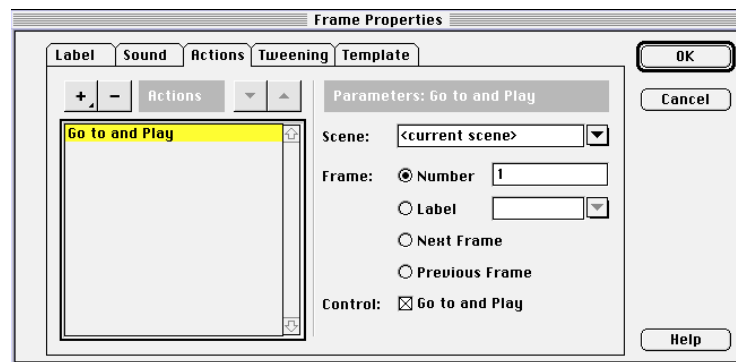 Frame Properties
Label Sound Actions Tweening Template
OK
+ - Actions Parameters: Go to and Play
Cancel
Go to and Play
Scene: <current scene>
Frame: Number 1
Label
Next Frame
Previous Frame
Control: Go to and Play
Help